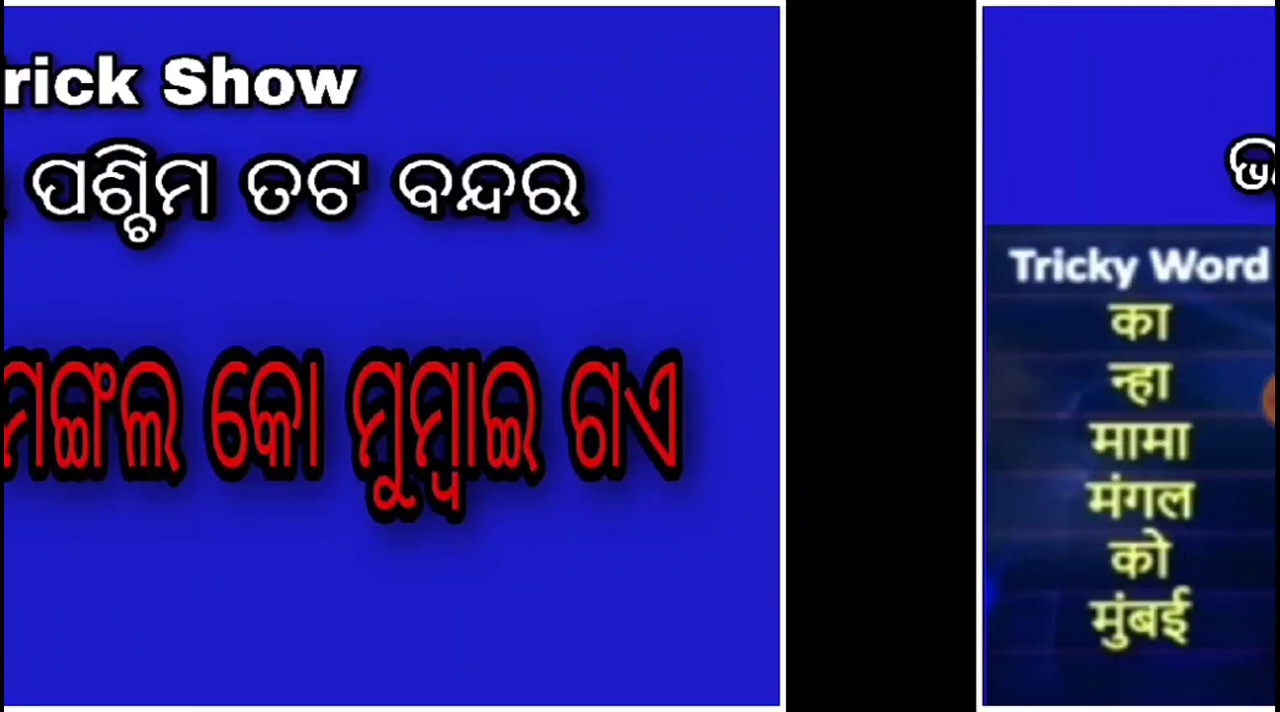 rick Show
ପଶ୍ଚିମ ତଟ ବନ୍ଦର
ମଙ୍ଗଲ କୋ ମୁମ୍ବାଇ ଗଏ
Tricky Word
का
न्हा
मामा
मंगल
को
मुंबई